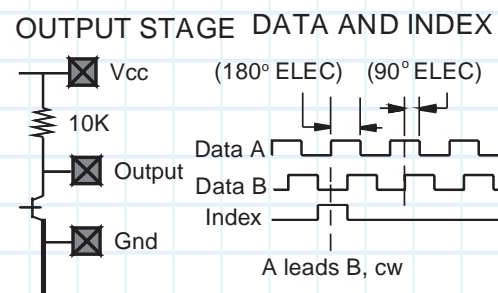 OUTPUT STAGE DATA AND INDEX
Vcc (180° ELEC) (90° ELEC)
10K
Data A
Output Data B
Index
Gnd
A leads B, cw